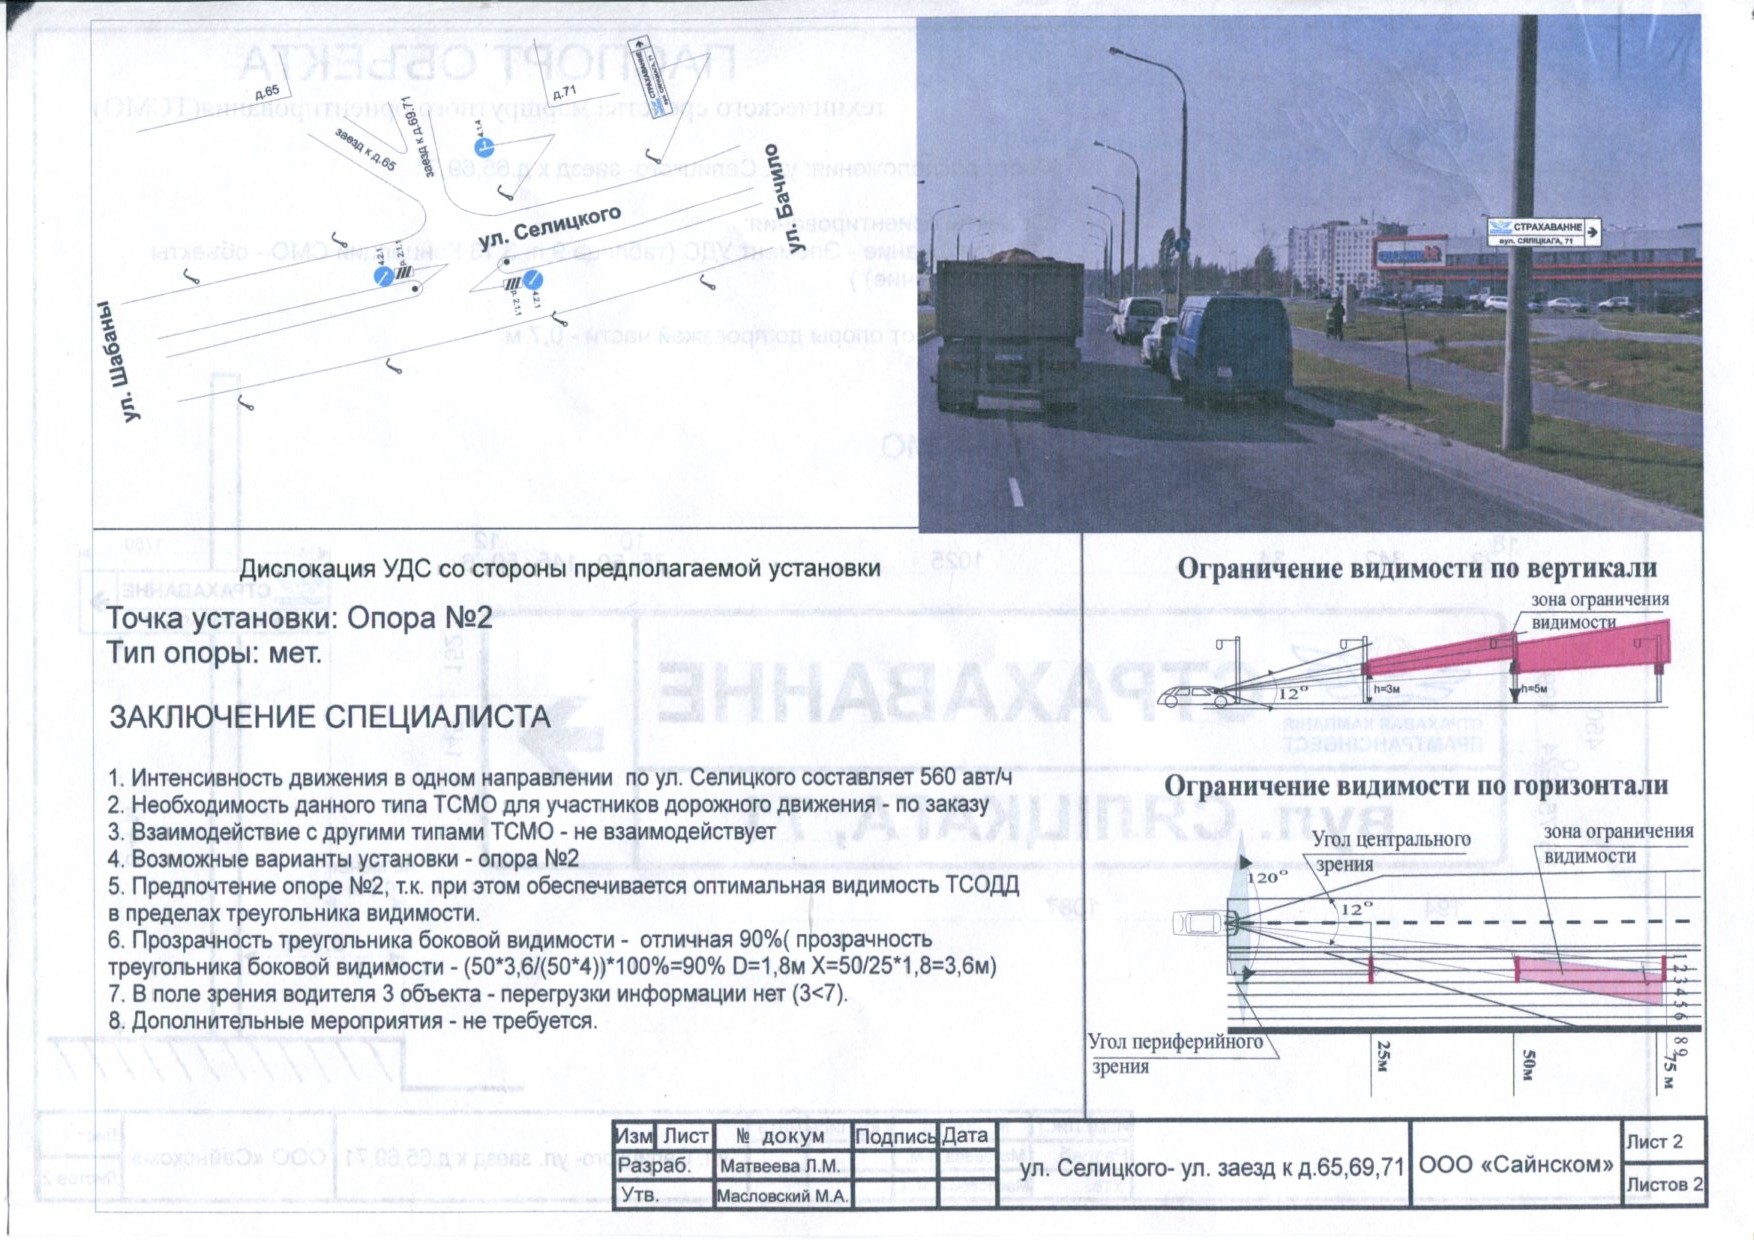 д.65
д.71
СТРАХАВАННЕ
заезд к д.65
заезд к д.69,71
4.1.4
ул. Селицкого
ул. Бачило
ул. Шабаны
4.2.1
р. 2.1.1
СТРАХАВАННЕ
вул. СЯЛІЦКАГА, 71
Дислокация УДС со стороны предполагаемой установки
Точка установки: Опора №2
Тип опоры: мет.
ЗАКЛЮЧЕНИЕ СПЕЦИАЛИСТА
1. Интенсивность движения в одном направлении по ул. Селицкого составляет 560 авт/ч
2. Необходимость данного типа ТСМО для участников дорожного движения - по заказу
3. Взаимодействие с другими типами ТСМО - не взаимодействует
4. Возможные варианты установки - опора №2
5. Предпочтение опоре №2, т.к. при этом обеспечивается оптимальная видимость ТСОДД
в пределах треугольника видимости.
6. Прозрачность треугольника боковой видимости - отличная 90%( прозрачность
треугольника боковой видимости - (50*3,6/(50*4))*100%=90% D=1,8м X=50/25*1,8=3,6м)
7. В поле зрения водителя 3 объекта - перегрузки информации нет (3<7).
8. Дополнительные мероприятия - не требуется.
Ограничение видимости по вертикали
зона ограничения
видимости
12°
h=3м
h=5м
Ограничение видимости по горизонтали
Угол центрального
зрения
зона ограничения
видимости
120°
12°
1 2 3 4 5 6
8 9
Угол периферийного
зрения
25м
50м
75 м
Изм Лист № докум Подпись Дата
Разраб. Матвеева Л.М.
Утв. Масловский М.А.
ул. Селицкого- ул. заезд к д.65,69,71
ООО «Сайнском»
Лист 2
Листов 2